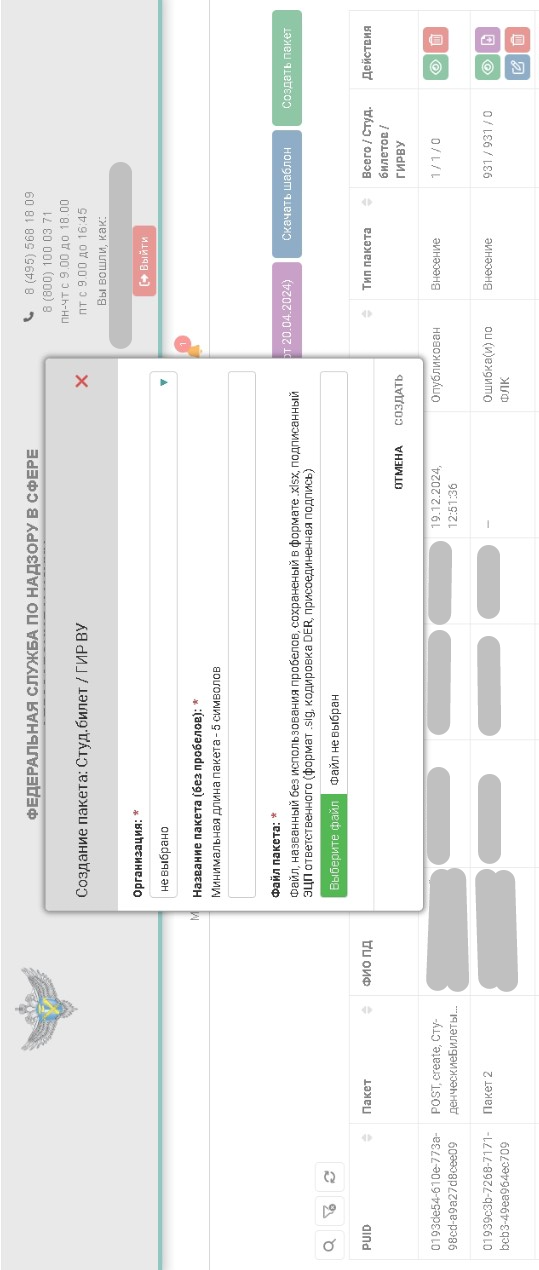 ФЕДЕРАЛЬНАЯ СЛУЖБА ПО НАДЗОРУ В СФЕРЕ
8 (495) 568 18 09
8 (800) 100 03 71
пн-чт с 9.00 до 18.00
пт с 9.00 до 16:45
Вы вошли, как:
Выйти
1
Создание пакета: Студ.билет / ГИР ВУ
Организация: *
не выбрано
Название пакета (без пробелов): *
Минимальная длина пакета - 5 символов
Файл пакета: *
Файл, названный без использования пробелов, сохраненый в формате .xlsx, подписанный
ЭЦП ответственного (формат .sig, кодировка DER, присоединенная подпись)
Выберите файл Файл не выбран
ОТМЕНА СОЗДАТЬ
от 20.04.2024)
Скачать шаблон
Создать пакет
PUID
Пакет
ФИО ПД
Тип пакета
Всего / Студ.
билетов /
ГИРВУ
Действия
0193de54-610e-773a-
98cd-a9a27d8cee09
POST, create, Сту-
денческиеБилеты...
19.12.2024,
12:51:36
Опубликован
Внесение
1 / 1 / 0
01939c3b-7268-7171-
bcb3-49ea964ec709
Пакет 2
–
Ошибка(и) по
ФЛК
Внесение
931 / 931 / 0